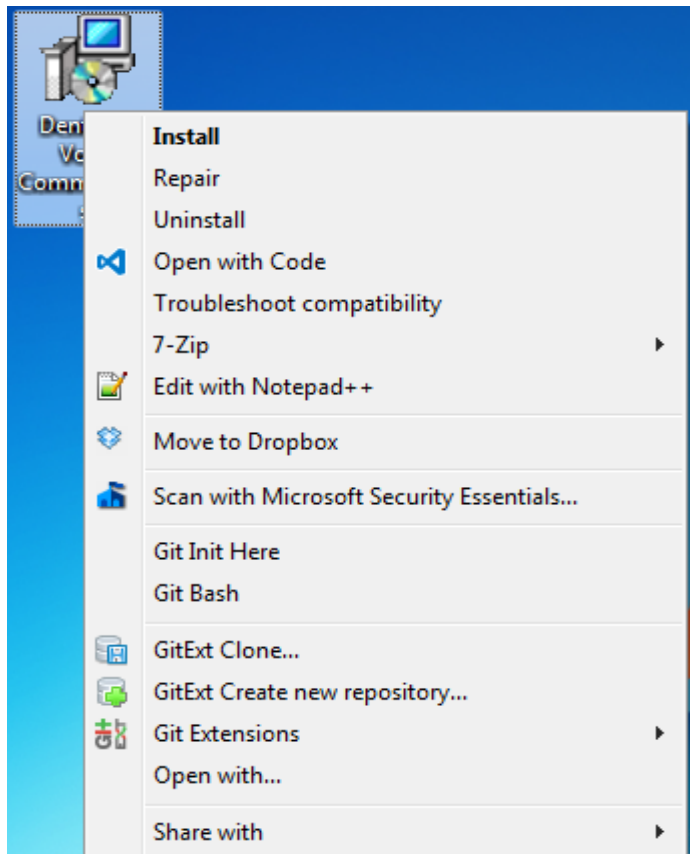 Install
Repair
Uninstall
Open with Code
Troubleshoot compatibility
7-Zip
Edit with Notepad++
Move to Dropbox
Scan with Microsoft Security Essentials...
Git Init Here
Git Bash
GitExt Clone...
GitExt Create new repository...
Git Extensions
Open with...
Share with